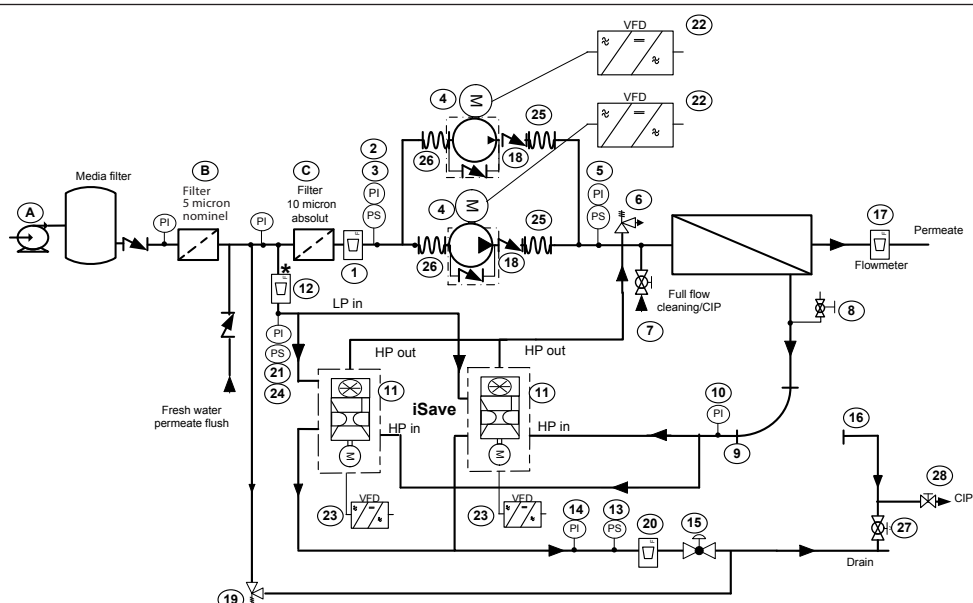 VFD
22
4
VFD
22
25
2
3
B
C
26
18
5
6
Media filter
Filter
5 micron
nominel
Filter
10 micron
absolut
PI
PS
M
4
25
PI
PS
17
A
PI
PI
F
M
F
Permeate
1
26
18
Flowmeter
*
F
12
Full flow
cleaning/CIP
8
LP in
7
PI
PS
21
24
HP out
HP out
11
11
10
16
iSave
PI
Fresh water
permeate flush
HP in
HP in
9
28
M
M
CIP
VFD
VFD
23
23
14
13
20
15
27
PI
PS
F
Drain
19